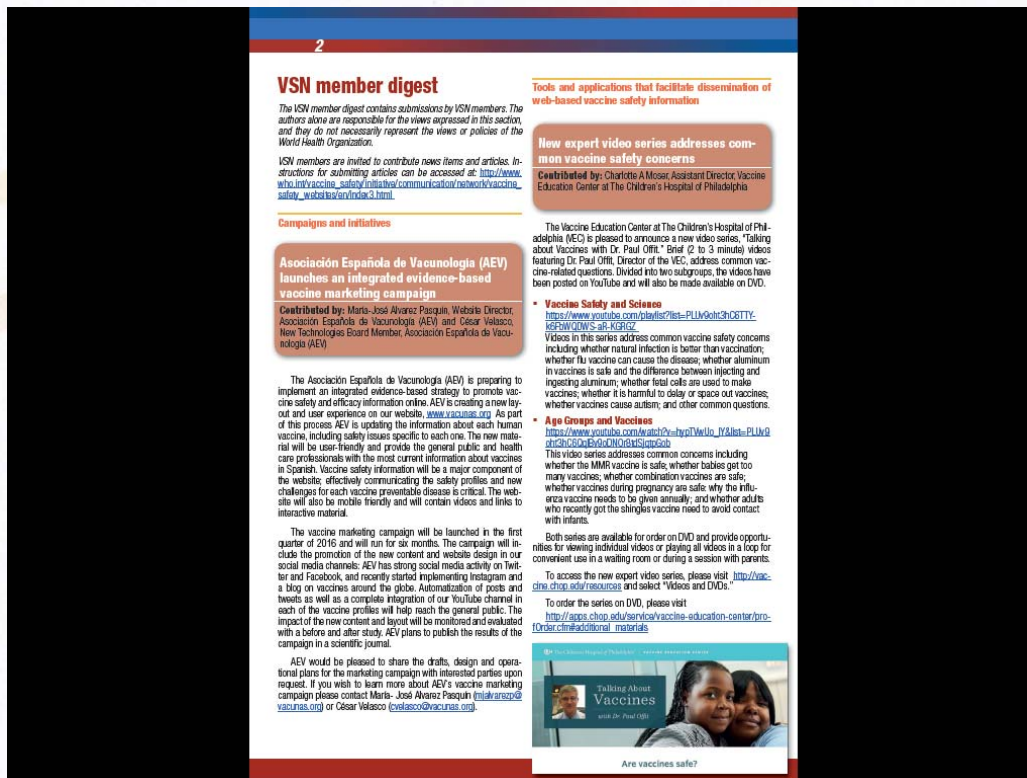 2
VSN member digest
The VSN member digest contains submissions by VSN members. The
authors alone are responsible for the views expressed in this section,
and they do not necessarily represent the views or policies of the
World Health Organization.
VSN members are invited to contribute news items and articles. In-
structions for submitting articles can be accessed at: http://www.
who.int/vaccine_safety/initiative/communication/network/vaccine_
safety_websites/en/index3.html
Campaigns and initiatives
Asociación Española de Vacunología (AEV)
launches an integrated evidence-based
vaccine marketing campaign
Contributed by: María-José Alvarez Pasquín, Website Director,
Asociación Española de Vacunología (AEV) and César Velasco,
New Technologies Board Member, Asociación Española de Vacu-
nología (AEV)
The Asociación Española de Vacunología (AEV) is preparing to
implement an integrated evidence-based strategy to promote vac-
cine safety and efficacy information online. AEV is creating a new lay-
out and user experience on our website, www.vacunas.org As part
of this process AEV is updating the information about each human
vaccine, including safety issues specific to each one. The new mate-
rial will be user-friendly and provide the general public and health
care professionals with the most current information about vaccines
in Spanish. Vaccine safety information will be a major component of
the website; effectively communicating the safety profiles and new
challenges for each vaccine preventable disease is critical. The web-
site will also be mobile friendly and will contain videos and links to
interactive material.
The vaccine marketing campaign will be launched in the first
quarter of 2016 and will run for six months. The campaign will in-
clude the promotion of the new content and website design in our
social media channels: AEV has strong social media activity on Twit-
ter and Facebook, and recently started implementing Instagram and
a blog on vaccines around the globe. Automatization of posts and
tweets as well as a complete integration of our YouTube channel in
each of the vaccine profiles will help reach the general public. The
impact of the new content and layout will be monitored and evaluated
with a before and after study. AEV plans to publish the results of the
campaign in a scientific journal.
AEV would be pleased to share the drafts, design and opera-
tional plans for the marketing campaign with interested parties upon
request. If you wish to learn more about AEV's vaccine marketing
campaign please contact María- José Alvarez Pasquín (mjalvarezp@
vacunas.org) or César Velasco (cvelasco@vacunas.org).
Tools and applications that facilitate dissemination of
web-based vaccine safety information
New expert video series addresses com-
mon vaccine safety concerns
Contributed by: Charlotte A Moser, Assistant Director, Vaccine
Education Center at The Children's Hospital of Philadelphia
The Vaccine Education Center at The Children's Hospital of Phil-
adelphia (VEC) is pleased to announce a new video series, "Talking
about Vaccines with Dr. Paul Offit." Brief (2 to 3 minute) videos
featuring Dr. Paul Offit, Director of the VEC, address common vac-
cine-related questions. Divided into two subgroups, the videos have
been posted on YouTube and will also be made available on DVD.
• Vaccine Safety and Science
https://www.youtube.com/playlist?list=PLUv9oht3hC6TTY-
k6FbWQDWS-aR-KGRGZ
Videos in this series address common vaccine safety concerns
including whether natural infection is better than vaccination;
whether flu vaccine can cause the disease; whether aluminum
in vaccines is safe and the difference between injecting and
ingesting aluminum; whether fetal cells are used to make
vaccines; whether it is harmful to delay or space out vaccines;
whether vaccines cause autism; and other common questions.
• Age Groups and Vaccines
This video series addresses common concerns including
whether the MMR vaccine is safe; whether babies get too
many vaccines; whether combination vaccines are safe;
whether vaccines during pregnancy are safe; why the influ-
enza vaccine needs to be given annually; and whether adults
who recently got the shingles vaccine need to avoid contact
with infants.
Both series are available for order on DVD and provide opportu-
nities for viewing individual videos or playing all videos in a loop for
convenient use in a waiting room or during a session with parents.
To access the new expert video series, please visit http://vac-
cine.chop.edu/resources and select "Videos and DVDs."
To order the series on DVD, please visit
http://apps.chop.edu/service/vaccine-education-center/pro-
fOrder.cfm#additional_materials
The Children's Hospital of Philadelphia | VACCINE EDUCATION CENTER
Talking About
Vaccines
with Dr. Paul Offit
Are vaccines safe?